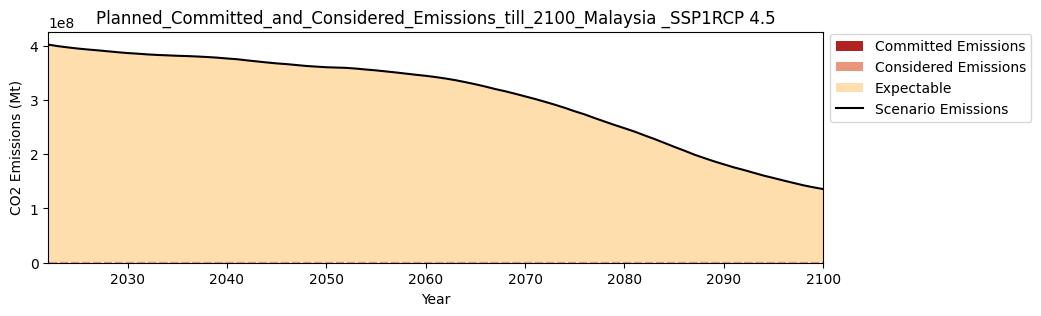 Planned_Committed_and_Considered_Emissions_till_2100_Malaysia _SSP1RCP 4.5
1e8
4
3
2
1
0
CO2 Emissions (Mt)
2030 2040 2050 2060 2070 2080 2090 2100
Year
Committed Emissions
Considered Emissions
Expectable
Scenario Emissions